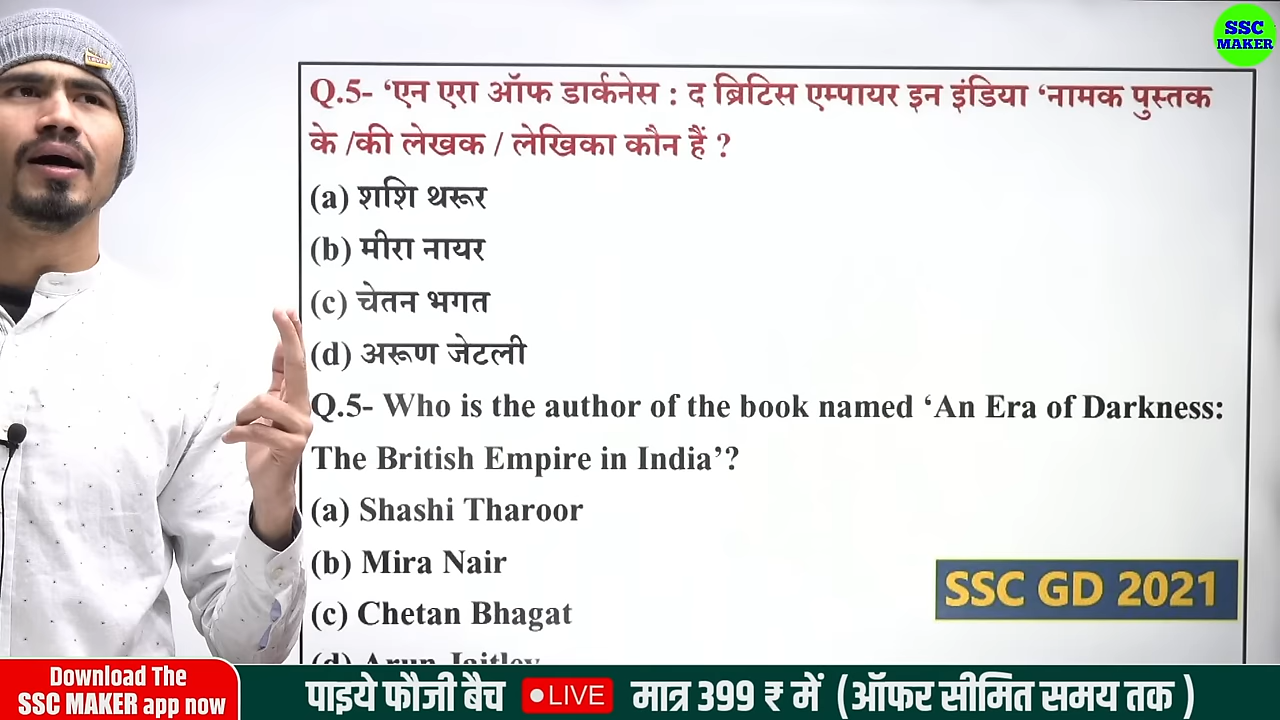 SSC
MAKER
Q.5- ‘एन एरा ऑफ डार्कनेस : द ब्रिटिस एम्पायर इन इंडिया ‘नामक पुस्तक
के /की लेखक / लेखिका कौन हैं ?
(a) शशि थरूर
(b) मीरा नायर
(c) चेतन भगत
(d) अरूण जेटली
Q.5- Who is the author of the book named ‘An Era of Darkness:
The British Empire in India’?
(a) Shashi Tharoor
(b) Mira Nair
(c) Chetan Bhagat
(d) Arun Jaitley
SSC GD 2021
Download The
SSC MAKER app now
पाइये फौजी बैच LIVE मात्र 399 ₹ में (ऑफर सीमित समय तक )